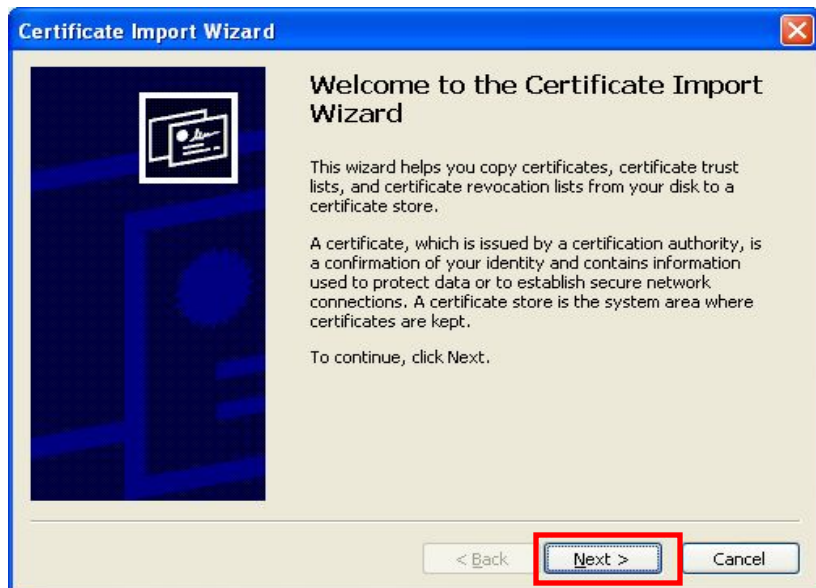 Certificate Import Wizard
Welcome to the Certificate Import
Wizard
This wizard helps you copy certificates, certificate trust
lists, and certificate revocation lists from your disk to a
certificate store.
A certificate, which is issued by a certification authority, is
a confirmation of your identity and contains information
used to protect data or to establish secure network
connections. A certificate store is the system area where
certificates are kept.
To continue, click Next.
< Back Next > Cancel